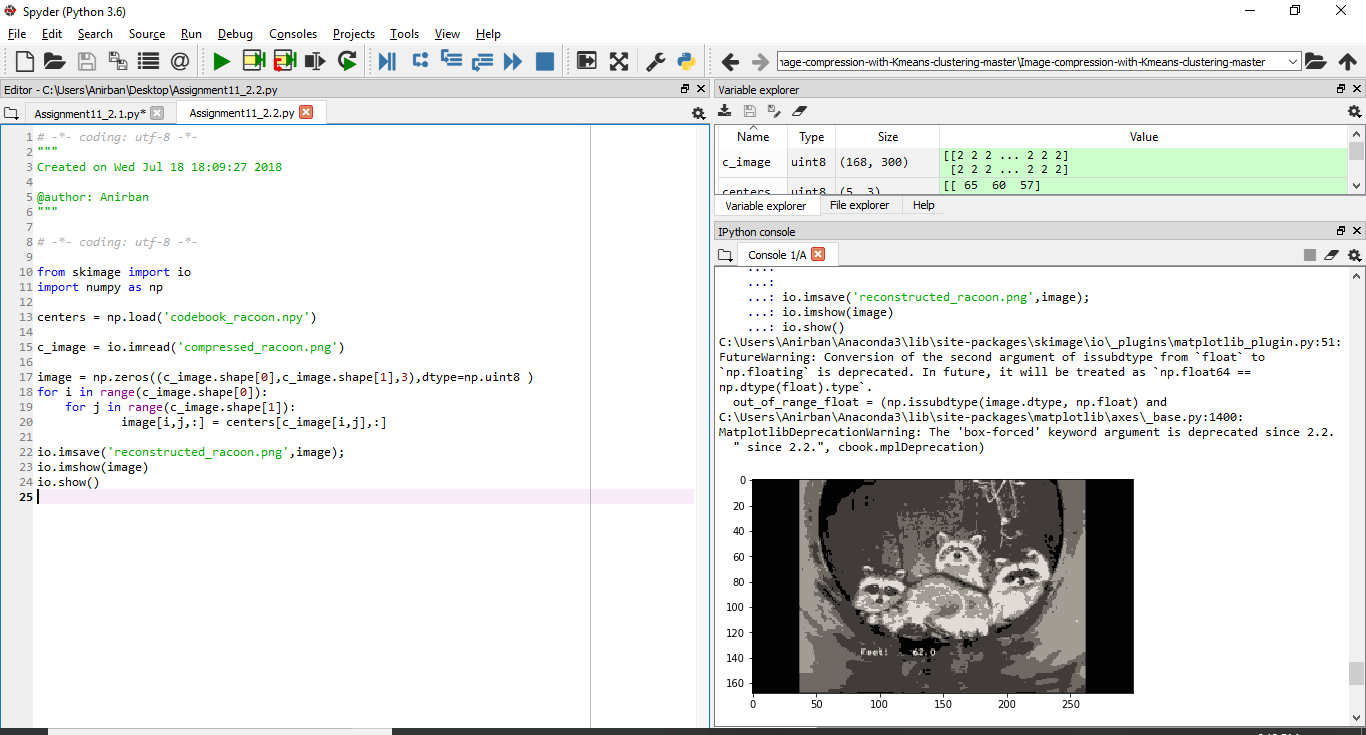 Spyder (Python 3.6)
File Edit Search Source Run Debug Consoles Projects Tools View Help
nage-compression-with-Kmeans-clustering-master\Image-compression-with-Kmeans-clustering-master
Editor - C:\Users\Anirban\Desktop\Assignment11_2.2.py
Assignment11_2.1.py* Assignment11_2.2.py
1 # -*- coding: utf-8 -*-
2 """
3 Created on Wed Jul 18 18:09:27 2018
4
5 @author: Anirban
6 """
7
8 # -*- coding: utf-8 -*-
9
10 from skimage import io
11 import numpy as np
12
13 centers = np.load('codebook_racoon.npy')
14
15 c_image = io.imread('compressed_racoon.png')
16
17 image = np.zeros((c_image.shape[0],c_image.shape[1],3),dtype=np.uint8 )
18 for i in range(c_image.shape[0]):
19     for j in range(c_image.shape[1]):
20             image[i,j,:] = centers[c_image[i,j],:]
21
22 io.imsave('reconstructed_racoon.png',image);
23 io.imshow(image)
24 io.show()
25
Variable explorer
Name Type Size Value
c_image uint8 (168, 300) [[2 2 2 ... 2 2 2]
[2 2 2 ... 2 2 2]
centers uint8 (5, 3) [[ 65 60 57]
Variable explorer File explorer Help
IPython console
Console 1/A
...:
...:
...: io.imsave('reconstructed_racoon.png',image);
...: io.imshow(image)
...: io.show()
C:\Users\Anirban\Anaconda3\lib\site-packages\skimage\io\_plugins\matplotlib_plugin.py:51:
FutureWarning: Conversion of the second argument of issubdtype from `float` to
`np.floating` is deprecated. In future, it will be treated as `np.float64 ==
np.dtype(float).type`.
out_of_range_float = (np.issubdtype(image.dtype, np.float) and
C:\Users\Anirban\Anaconda3\lib\site-packages\matplotlib\axes\_base.py:1400:
MatplotlibDeprecationWarning: The 'box-forced' keyword argument is deprecated since 2.2.
" since 2.2.", cbook.mplDeprecation)
0
20
40
60
80
100
120
140
160
0 50 100 150 200 250
62.0